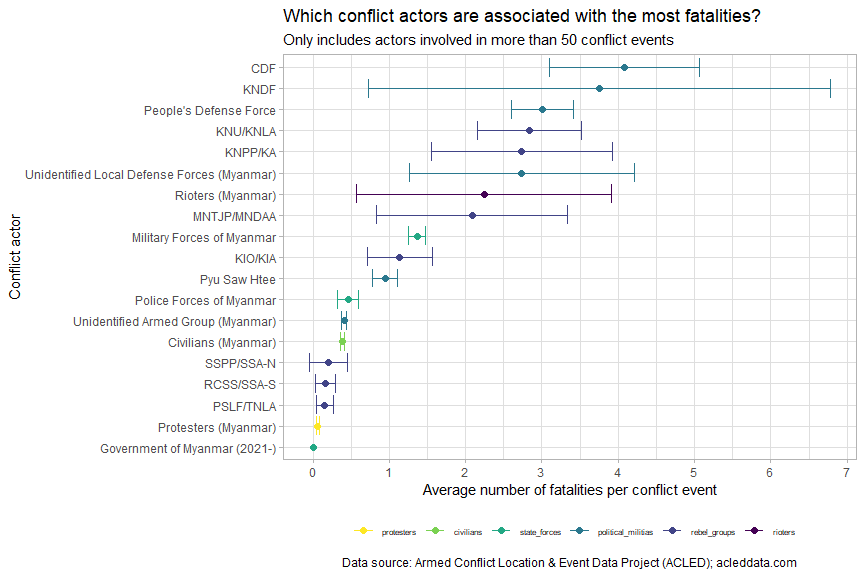 Which conflict actors are associated with the most fatalities?
Only includes actors involved in more than 50 conflict events
Conflict actor
CDF
KNDF
People's Defense Force
KNU/KNLA
KNPP/KA
Unidentified Local Defense Forces (Myanmar)
Rioters (Myanmar)
MNTJP/MNDAA
Military Forces of Myanmar
KIO/KIA
Pyu Saw Htee
Police Forces of Myanmar
Unidentified Armed Group (Myanmar)
Civilians (Myanmar)
SSPP/SSA-N
RCSS/SSA-S
PSLF/TNLA
Protesters (Myanmar)
Government of Myanmar (2021-)
0 1 2 3 4 5 6 7
Average number of fatalities per conflict event
protesters civilians state_forces political_militias rebel_groups rioters
Data source: Armed Conflict Location & Event Data Project (ACLED); acleddata.com